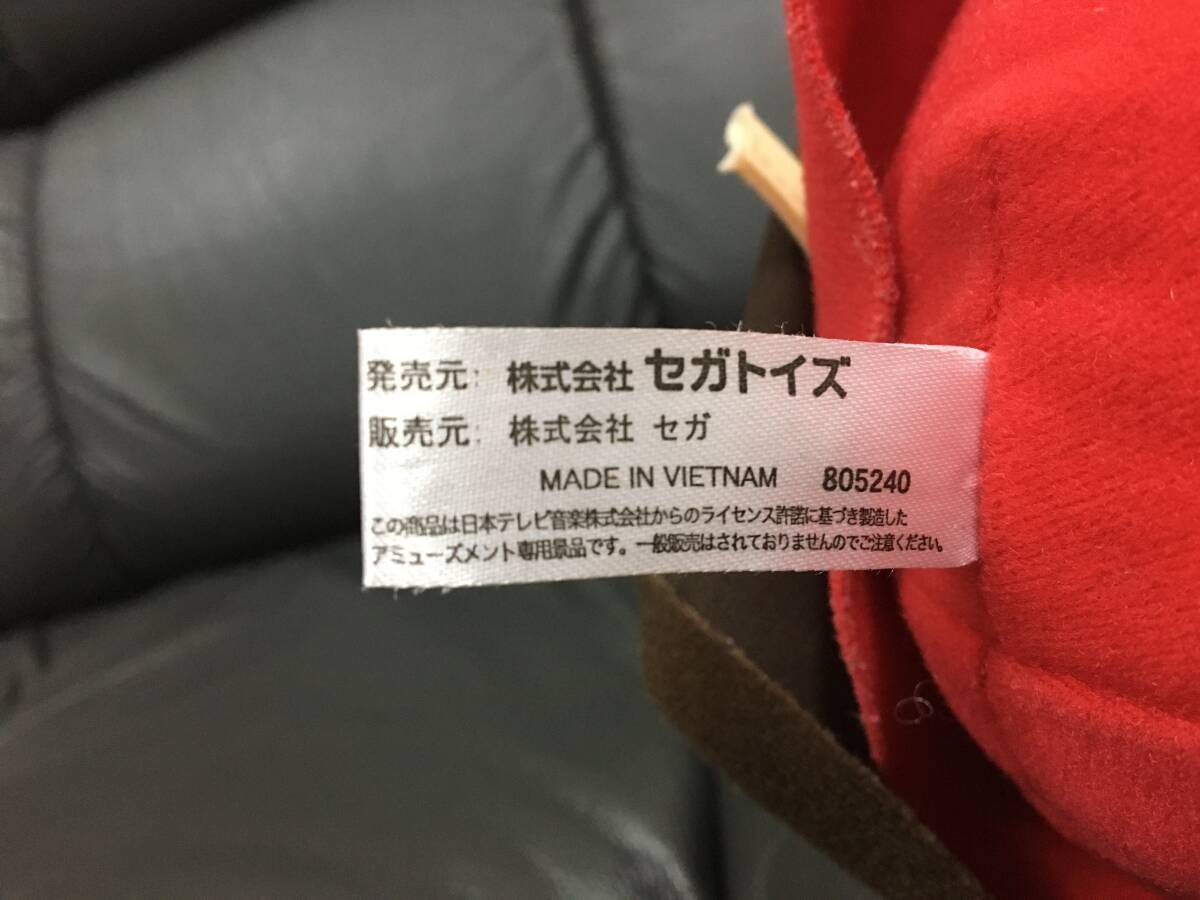 発売元: 株式会社 セガトイズ
販売元: 株式会社 セガ
MADE IN VIETNAM 805240
この商品は日本テレビ音楽株式会社からのライセンス許諾に基づき製造した
アミューズメント専用景品です。一般販売はされておりませんのでご注意ください。